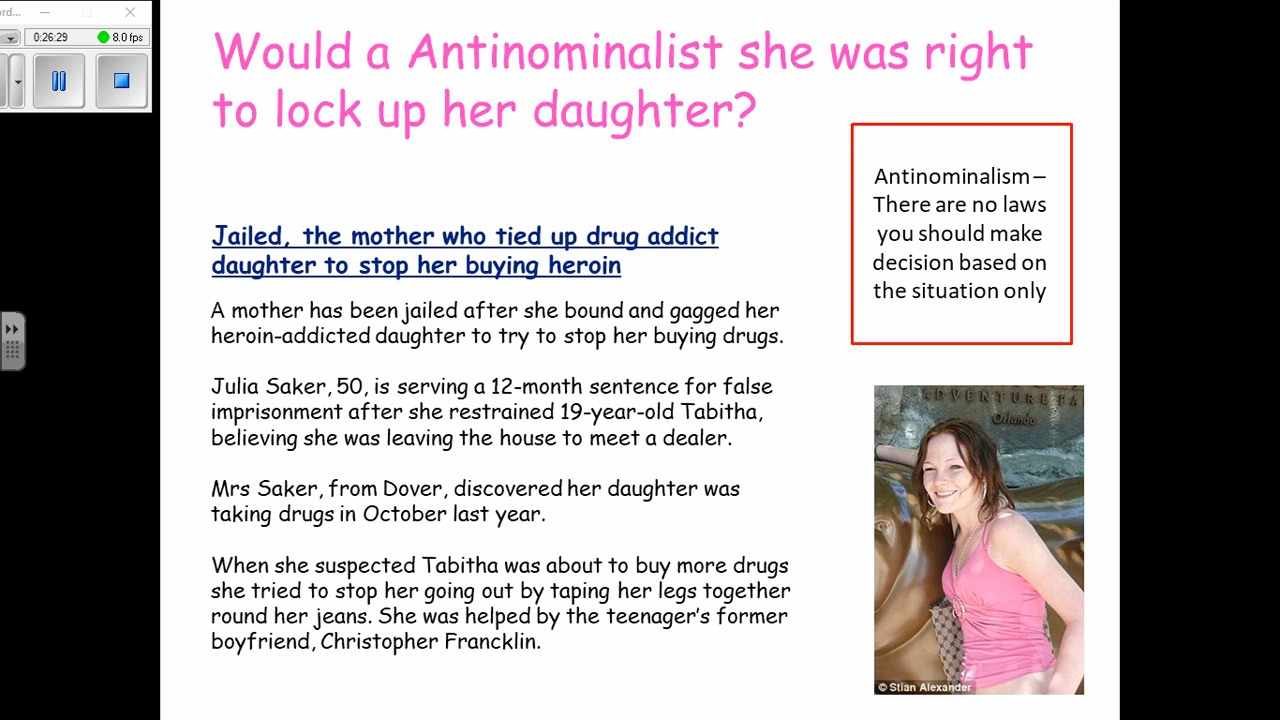 ord...
0:26:29
8.0 fps
Would a Antinominalist she was right
to lock up her daughter?
Antinominalism –
There are no laws
you should make
decision based on
the situation only
Jailed, the mother who tied up drug addict
daughter to stop her buying heroin
A mother has been jailed after she bound and gagged her
heroin-addicted daughter to try to stop her buying drugs.
Julia Saker, 50, is serving a 12-month sentence for false
imprisonment after she restrained 19-year-old Tabitha,
believing she was leaving the house to meet a dealer.
Mrs Saker, from Dover, discovered her daughter was
taking drugs in October last year.
When she suspected Tabitha was about to buy more drugs
she tried to stop her going out by taping her legs together
round her jeans. She was helped by the teenager's former
boyfriend, Christopher Francklin.
ADVENTURE PA
Orlando
© Stian Alexander